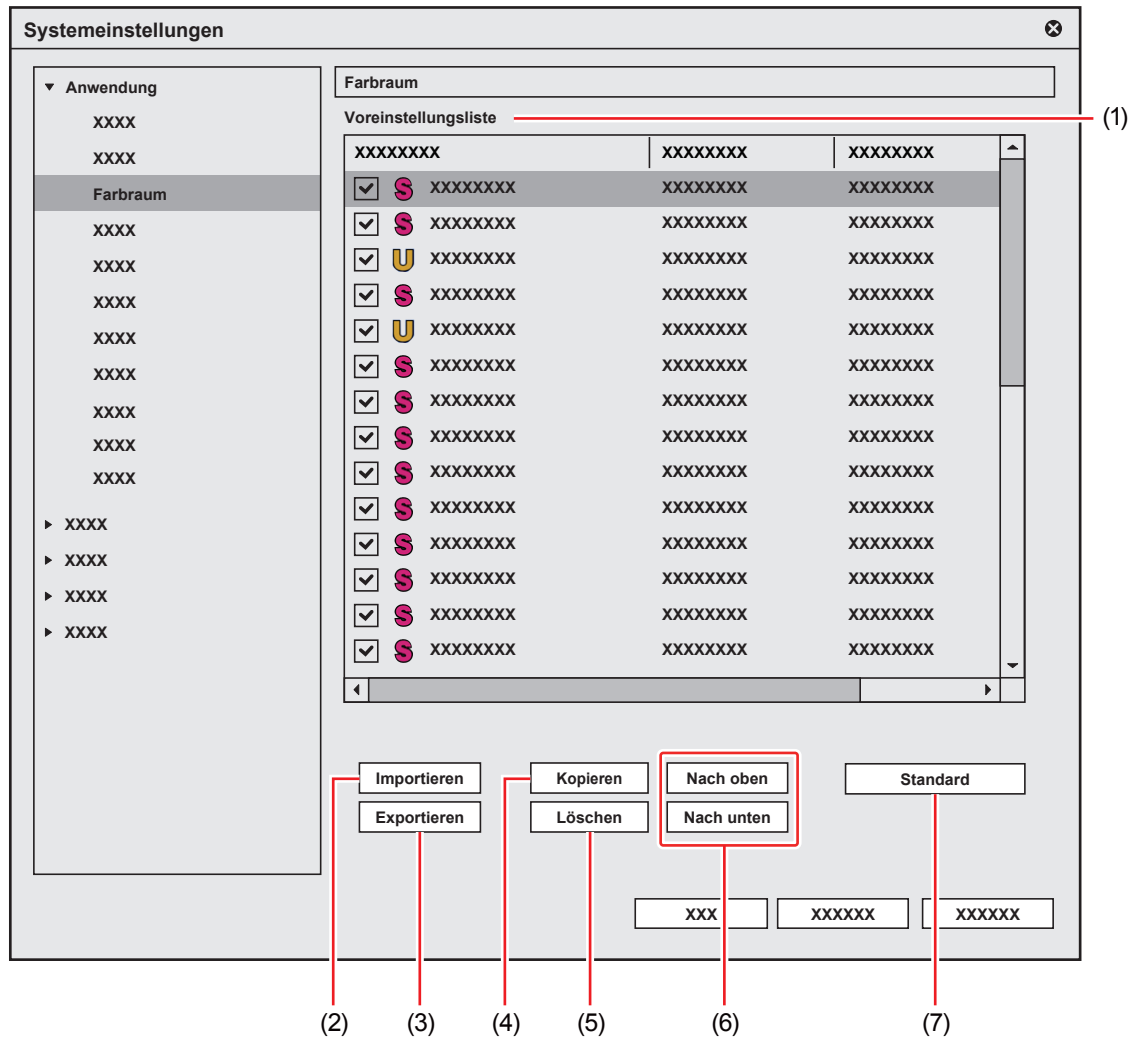 Systemeinstellungen
Anwendung
XXXX
XXXX
Farbraum
XXXX
XXXX
XXXX
XXXX
XXXX
XXXX
XXXX
XXXX
XXXX
XXXX
XXXX
XXXX
Farbraum
Voreinstellungsliste
(1)
XXXXXXXX XXXXXXXX XXXXXXXX
S XXXXXXXX XXXXXXXX XXXXXXXX
S XXXXXXXX XXXXXXXX XXXXXXXX
U XXXXXXXX XXXXXXXX XXXXXXXX
S XXXXXXXX XXXXXXXX XXXXXXXX
U XXXXXXXX XXXXXXXX XXXXXXXX
S XXXXXXXX XXXXXXXX XXXXXXXX
S XXXXXXXX XXXXXXXX XXXXXXXX
S XXXXXXXX XXXXXXXX XXXXXXXX
S XXXXXXXX XXXXXXXX XXXXXXXX
S XXXXXXXX XXXXXXXX XXXXXXXX
S XXXXXXXX XXXXXXXX XXXXXXXX
S XXXXXXXX XXXXXXXX XXXXXXXX
S XXXXXXXX XXXXXXXX XXXXXXXX
S XXXXXXXX XXXXXXXX XXXXXXXX
Importieren Kopieren Nach oben Standard
Exportieren Löschen Nach unten
XXX XXXXXX XXXXXX
(2) (3) (4) (5) (6) (7)